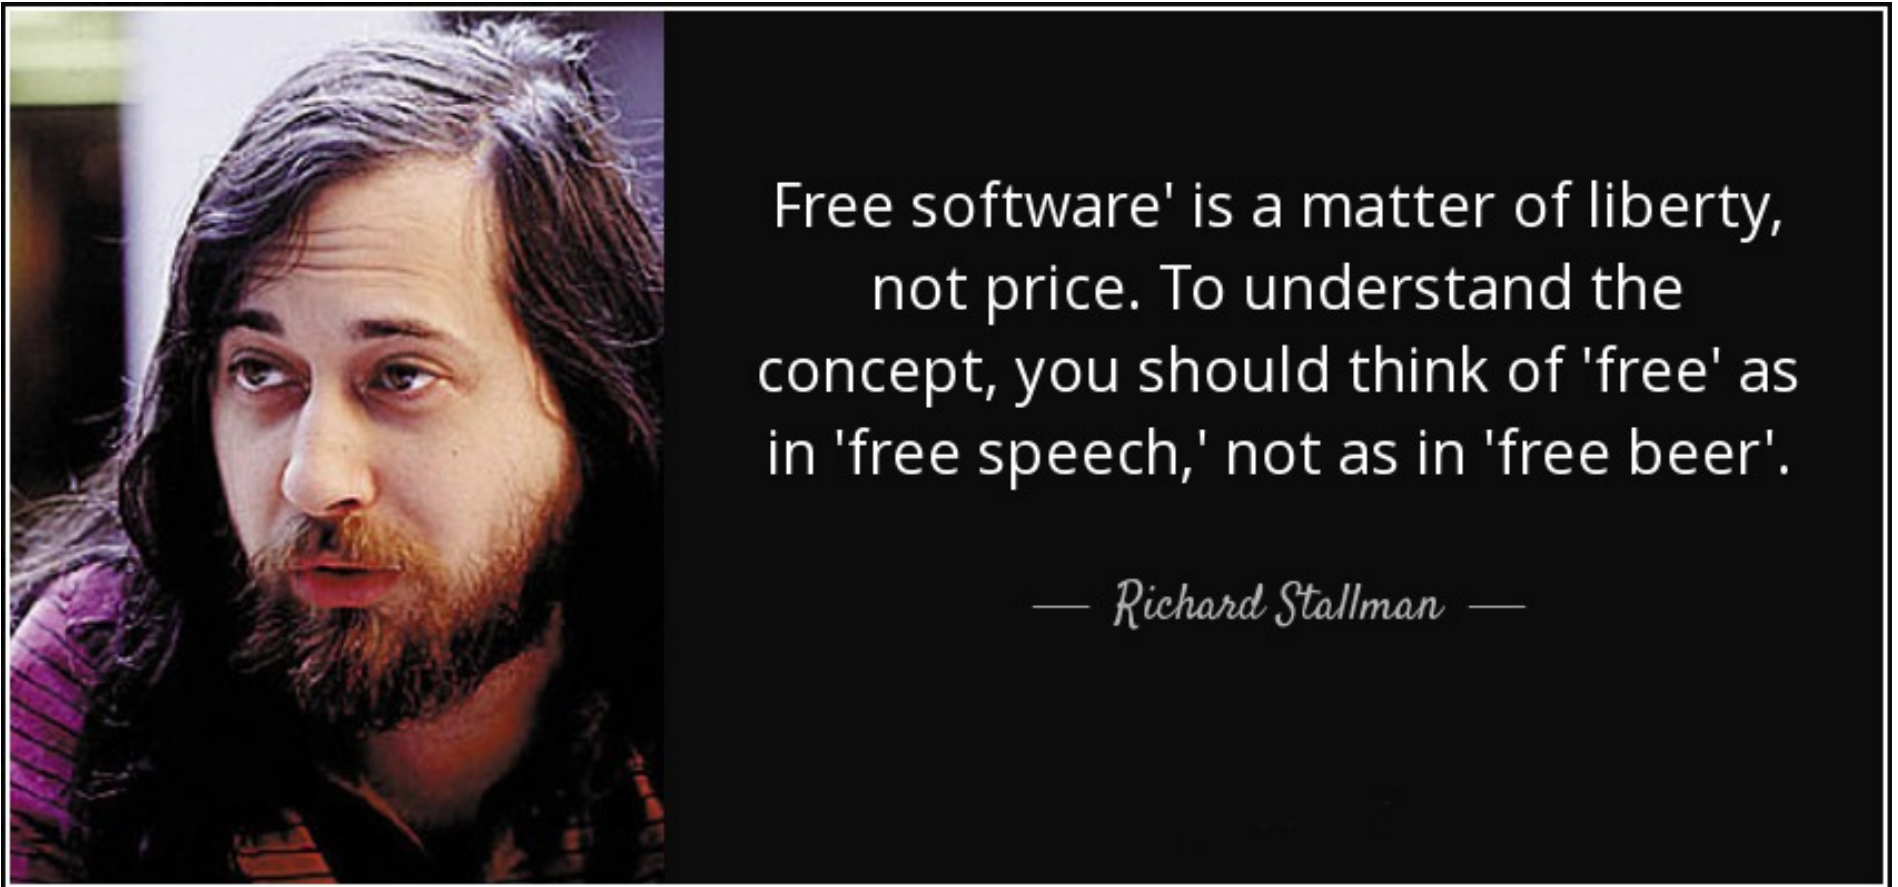 Free software' is a matter of liberty,
not price. To understand the
concept, you should think of 'free' as
in 'free speech,' not as in 'free beer'.
Richard Stallman